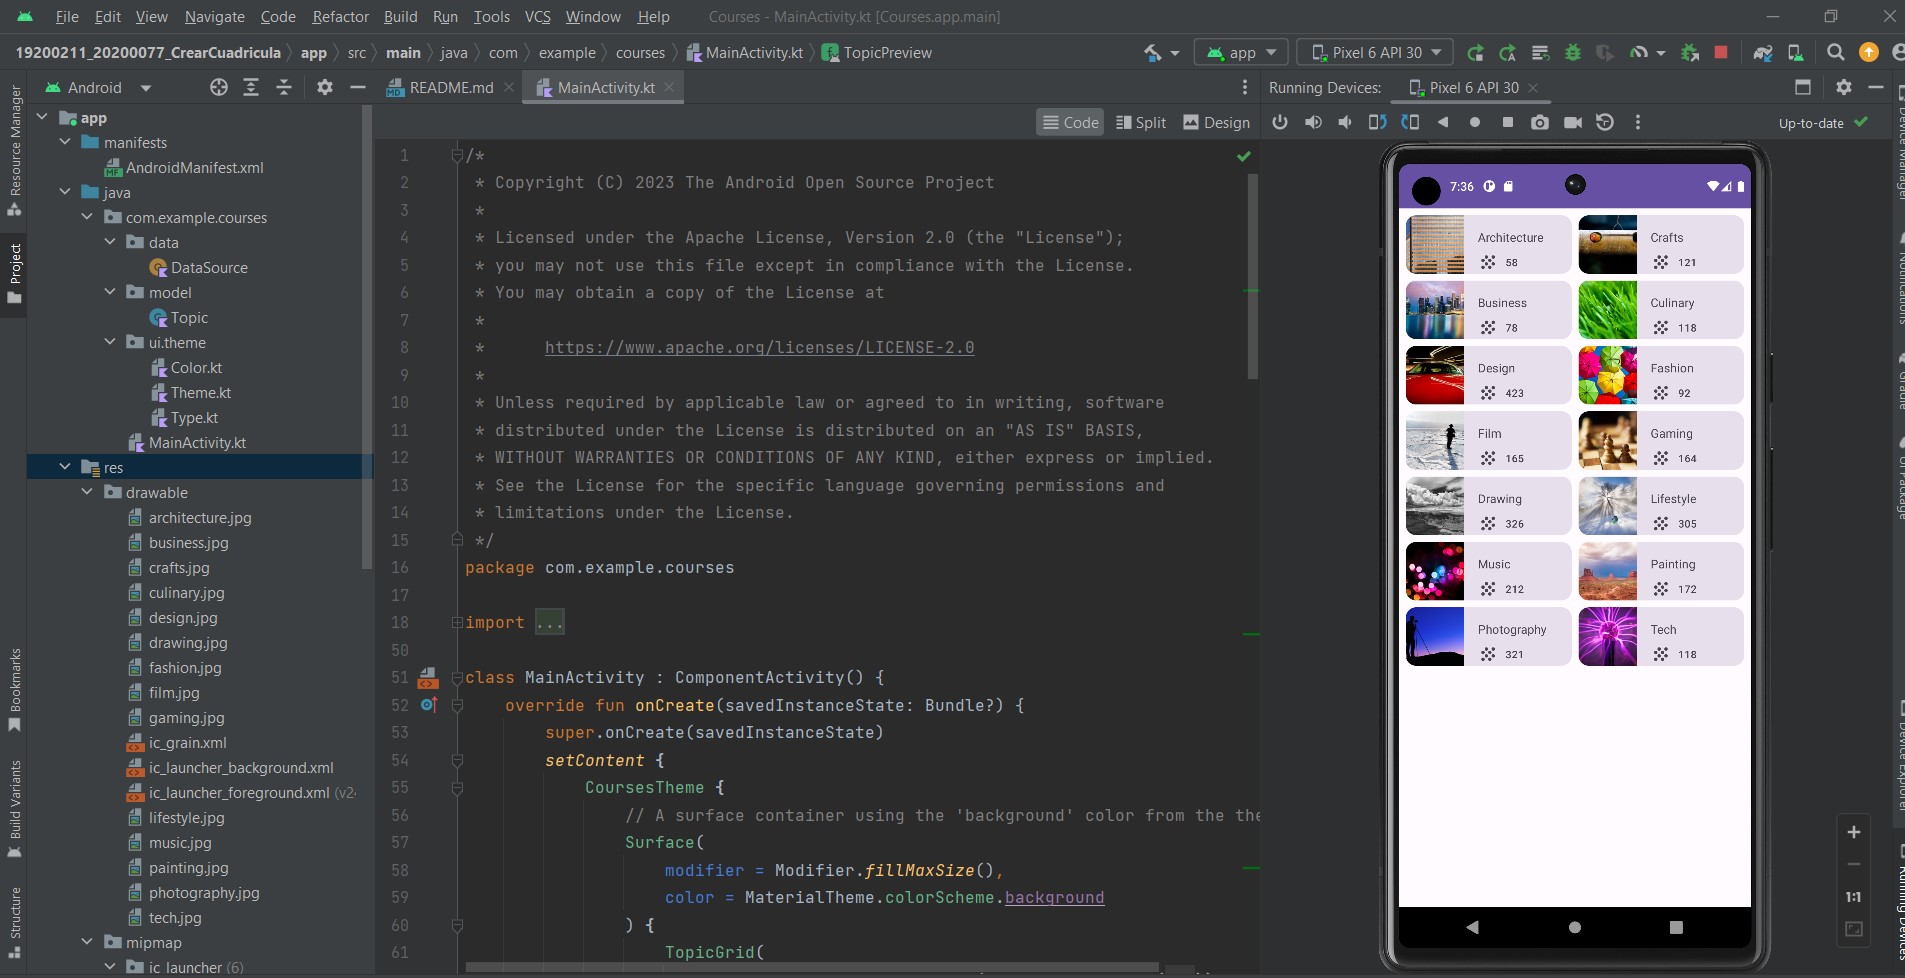 File Edit View Navigate Code Refactor Build Run Tools VCS Window Help Courses - MainActivity.kt [Courses.app.main]
19200211_20200077_CrearCuadricula app src main java com example courses MainActivity.kt TopicPreview app Pixel 6 API 30
Android README.md MainActivity.kt Running Devices: Pixel 6 API 30
Code Split Design Up-to-date
Resource Manager
Project
Bookmarks
Build Variants
Structure
app
manifests
AndroidManifest.xml
java
com.example.courses
data
DataSource
model
Topic
ui.theme
Color.kt
Theme.kt
Type.kt
MainActivity.kt
res
drawable
architecture.jpg
business.jpg
crafts.jpg
culinary.jpg
design.jpg
drawing.jpg
fashion.jpg
film.jpg
gaming.jpg
ic_grain.xml
ic_launcher_background.xml
ic_launcher_foreground.xml
lifestyle.jpg
music.jpg
painting.jpg
photography.jpg
tech.jpg
mipmap
ic_launcher (6)
1 /*
2 * Copyright (C) 2023 The Android Open Source Project
3 *
4 * Licensed under the Apache License, Version 2.0 (the "License");
5 * you may not use this file except in compliance with the License.
6 * You may obtain a copy of the License at
7 *
8 * https://www.apache.org/licenses/LICENSE-2.0
9 *
10 * Unless required by applicable law or agreed to in writing, software
11 * distributed under the License is distributed on an "AS IS" BASIS,
12 * WITHOUT WARRANTIES OR CONDITIONS OF ANY KIND, either express or implied.
13 * See the License for the specific language governing permissions and
14 * limitations under the License.
15 */
16 package com.example.courses
17
18 import ...
50
51 class MainActivity : ComponentActivity() {
52 override fun onCreate(savedInstanceState: Bundle?) {
53 super.onCreate(savedInstanceState)
54 setContent {
55 CoursesTheme {
56 // A surface container using the 'background' color from the the
57 Surface(
58 modifier = Modifier.fillMaxSize(),
59 color = MaterialTheme.colorScheme.background
60 ) {
61 TopicGrid(
7:36
Architecture
58
Crafts
121
Business
78
Culinary
118
Design
423
Fashion
92
Film
165
Gaming
164
Drawing
326
Lifestyle
305
Music
212
Painting
172
Photography
321
Tech
118
1:1
Device Manager
Notifications
Gradle
Device Explorer
Running Devices